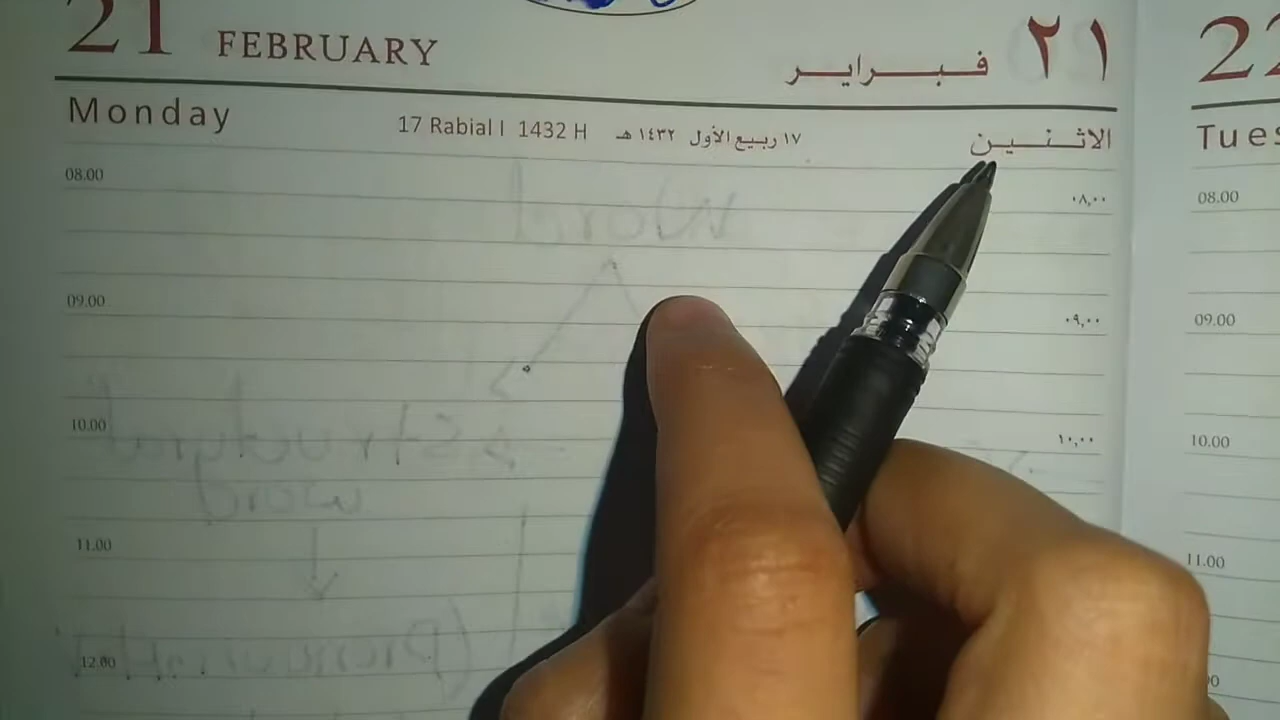 21 FEBRUARY فبراير ٢١ 22
Monday 17 Rabial I 1432 H ١٧ ربيع الأول ١٤٣٢ هـ الاثنين Tues
08.00 ٠٨,٠٠ 08.00
09.00 ٠٩,٠٠ 09.00
10.00 ١٠,٠٠ 10.00
11.00 11.00
12.00